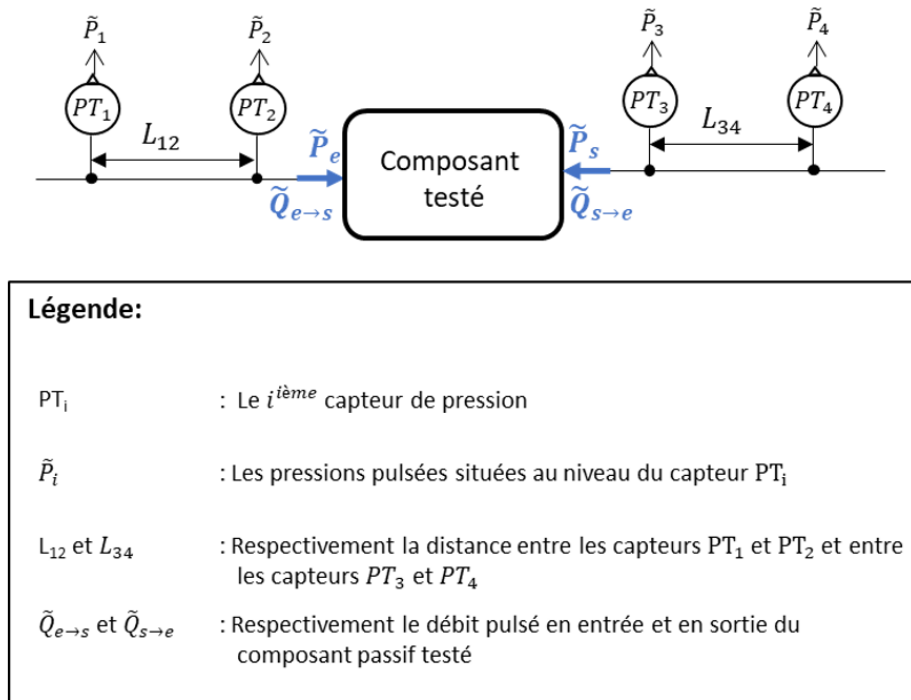 P̃₁ P̃₂ P̃₃ P̃₄
PT₁ PT₂ PT₃ PT₄
L₁₂ L₃₄
P̃ₑ Composant P̃ₛ
testé
Q̃ₑ→ₛ Q̃ₛ→ₑ
Légende:
PTᵢ : Le i^{ième} capteur de pression
P̃ᵢ : Les pressions pulsées situées au niveau du capteur PTᵢ
L₁₂ et L₃₄ : Respectivement la distance entre les capteurs PT₁ et PT₂ et entre
les capteurs PT₃ et PT₄
Q̃ₑ→ₛ et Q̃ₛ→ₑ : Respectivement le débit pulsé en entrée et en sortie du
composant passif testé